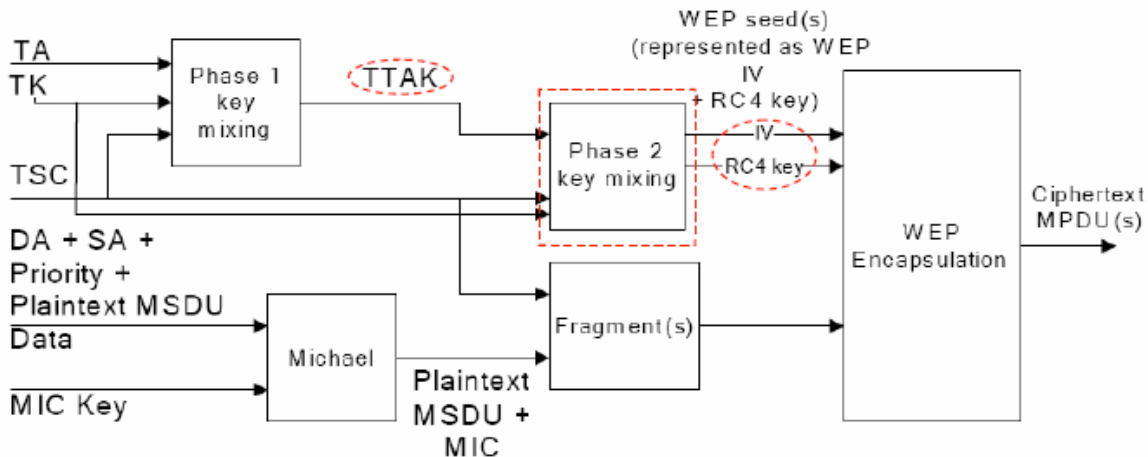 TA
TK
Phase 1
key
mixing
TTAK
WEP seed(s)
(represented as WEP
IV
+ RC4 key)
IV
RC4 key
Phase 2
key mixing
TSC
WEP
Encapsulation
Ciphertext
MPDU(s)
DA + SA +
Priority +
Plaintext MSDU
Data
Michael
Fragment(s)
MIC Key
Plaintext
MSDU +
MIC